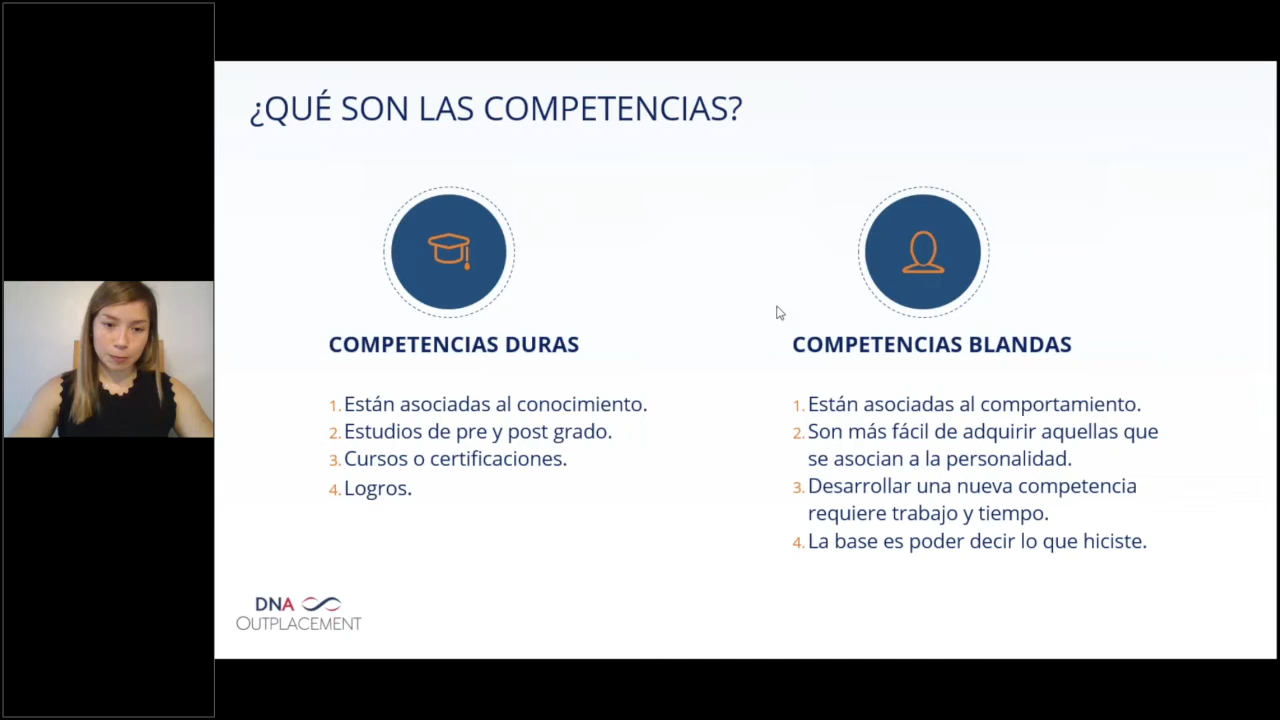 ¿QUÉ SON LAS COMPETENCIAS?
COMPETENCIAS DURAS
1. Están asociadas al conocimiento.
2. Estudios de pre y post grado.
3. Cursos o certificaciones.
4. Logros.
COMPETENCIAS BLANDAS
1. Están asociadas al comportamiento.
2. Son más fácil de adquirir aquellas que
se asocian a la personalidad.
3. Desarrollar una nueva competencia
requiere trabajo y tiempo.
4. La base es poder decir lo que hiciste.
DNA
OUTPLACEMENT